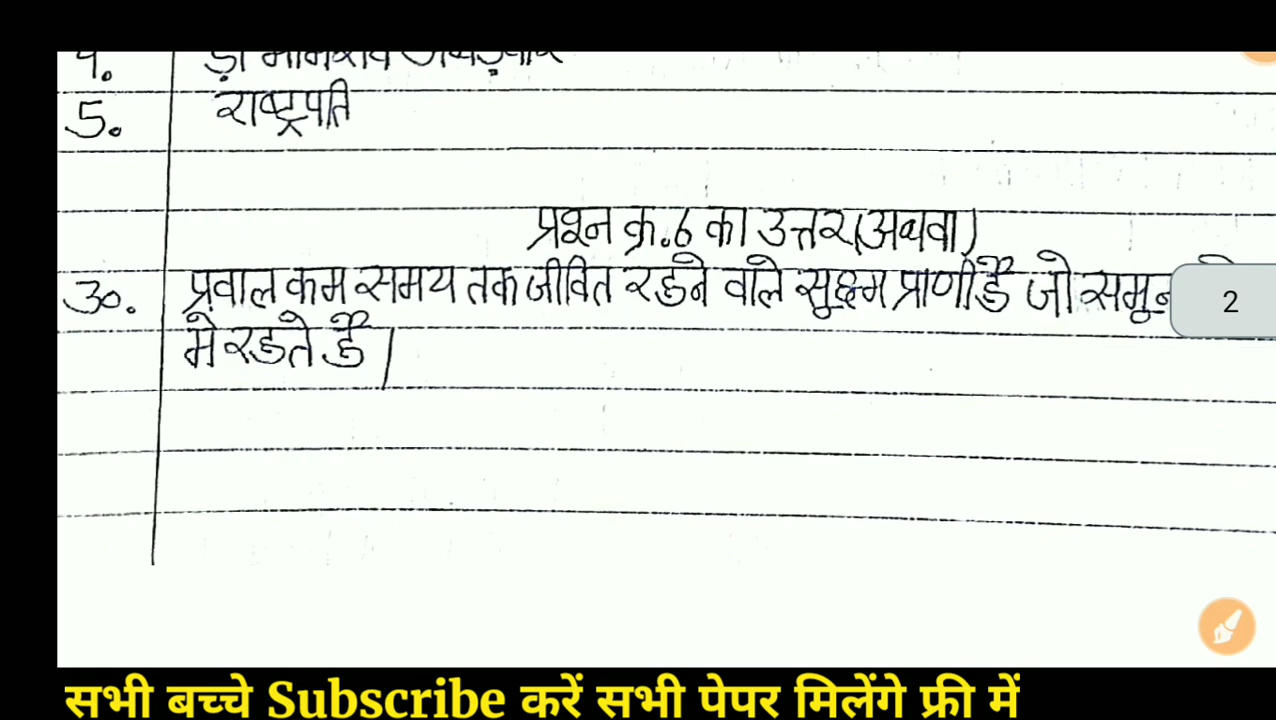 5. राष्ट्रपति
प्रश्न क्र.6 का उत्तर(अथवा)
उ०. प्रवाल कम समय तक जीवित रहने वाले सुक्ष्म प्राणी है जो
मे रहते है।
2
सभी बच्चे Subscribe करें सभी पेपर मिलेंगे फ्री में